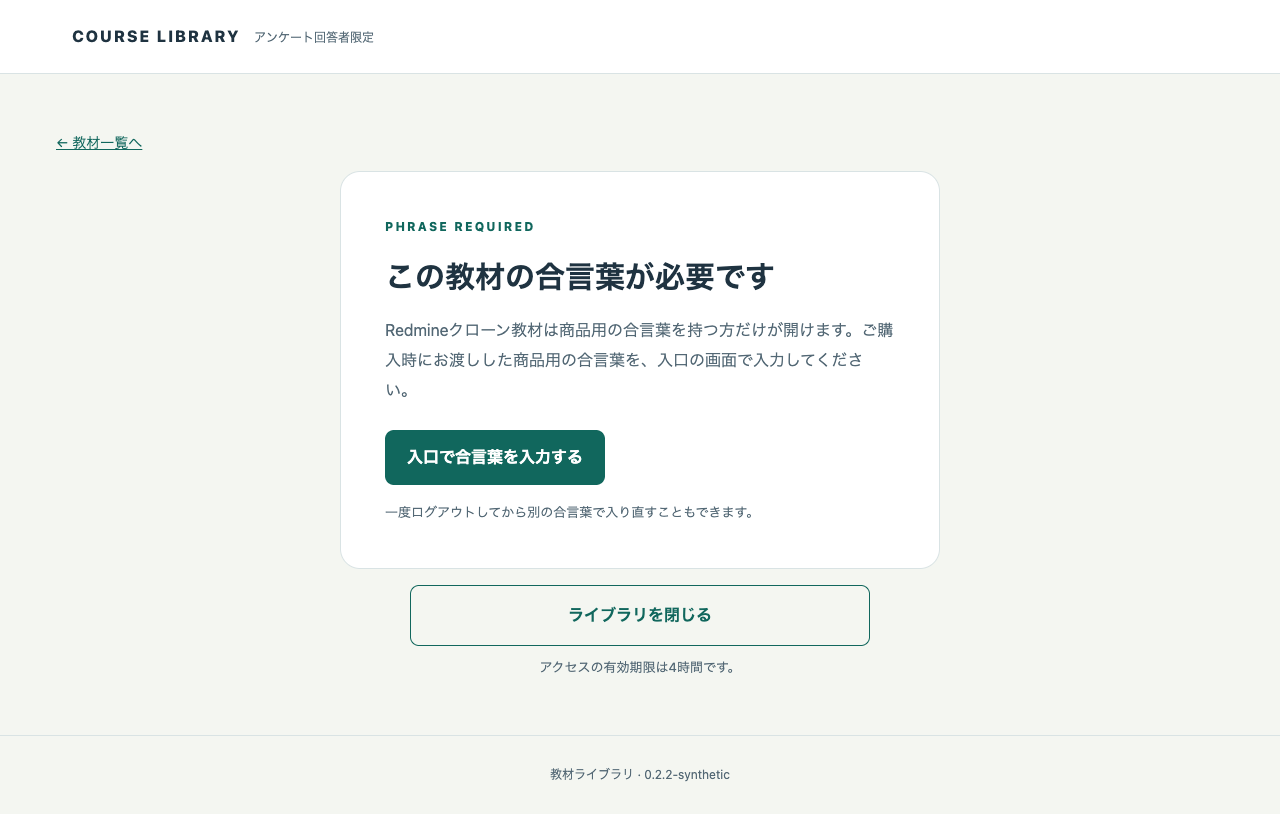 COURSE LIBRARY アンケート回答者限定
← 教材一覧へ
PHRASE REQUIRED
この教材の合言葉が必要です
Redmineクローン教材は商品用の合言葉を持つ方だけが開けます。ご購
入時にお渡しした商品用の合言葉を、入口の画面で入力してくださ
い。
入口で合言葉を入力する
一度ログアウトしてから別の合言葉で入り直すこともできます。
ライブラリを閉じる
アクセスの有効期限は4時間です。
教材ライブラリ · 0.2.2-synthetic